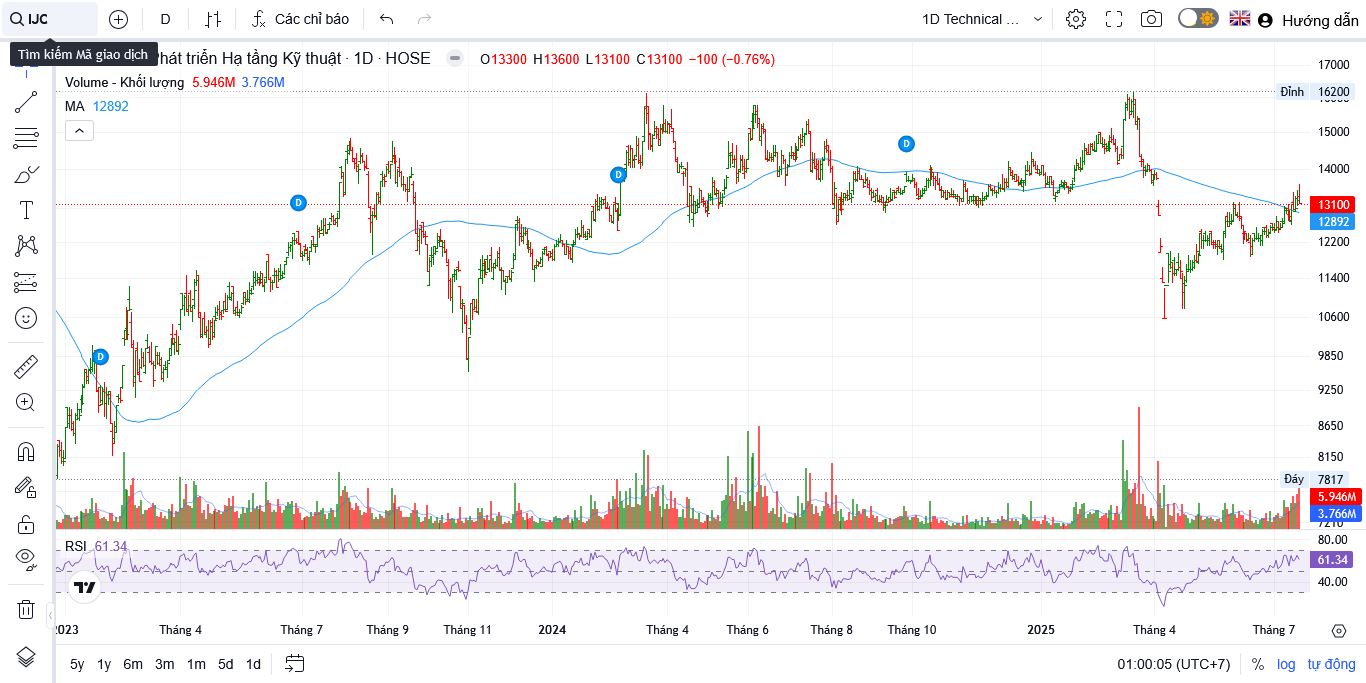 IJC D Các chỉ báo 1D Technical ... Hướng dẫn
Tìm kiếm Mã giao dịch
Phát triển Hạ tầng Kỹ thuật · 1D · HOSE O13300 H13600 L13100 C13100 −100 (−0.76%)
Volume - Khối lượng 5.946M 3.766M
MA 12892
17000
Đỉnh 16200
15000
14000
13100
12892
12200
11400
10600
9850
9250
8650
8150
Đáy 7817
5.946M
3.766M
7210
D
D
D
D
RSI 61.34
80.00
61.34
40.00
2023 Tháng 4 Tháng 7 Tháng 9 Tháng 11 2024 Tháng 4 Tháng 6 Tháng 8 Tháng 10 2025 Tháng 4 Tháng 7
5y 1y 6m 3m 1m 5d 1d 01:00:05 (UTC+7) % log tự động